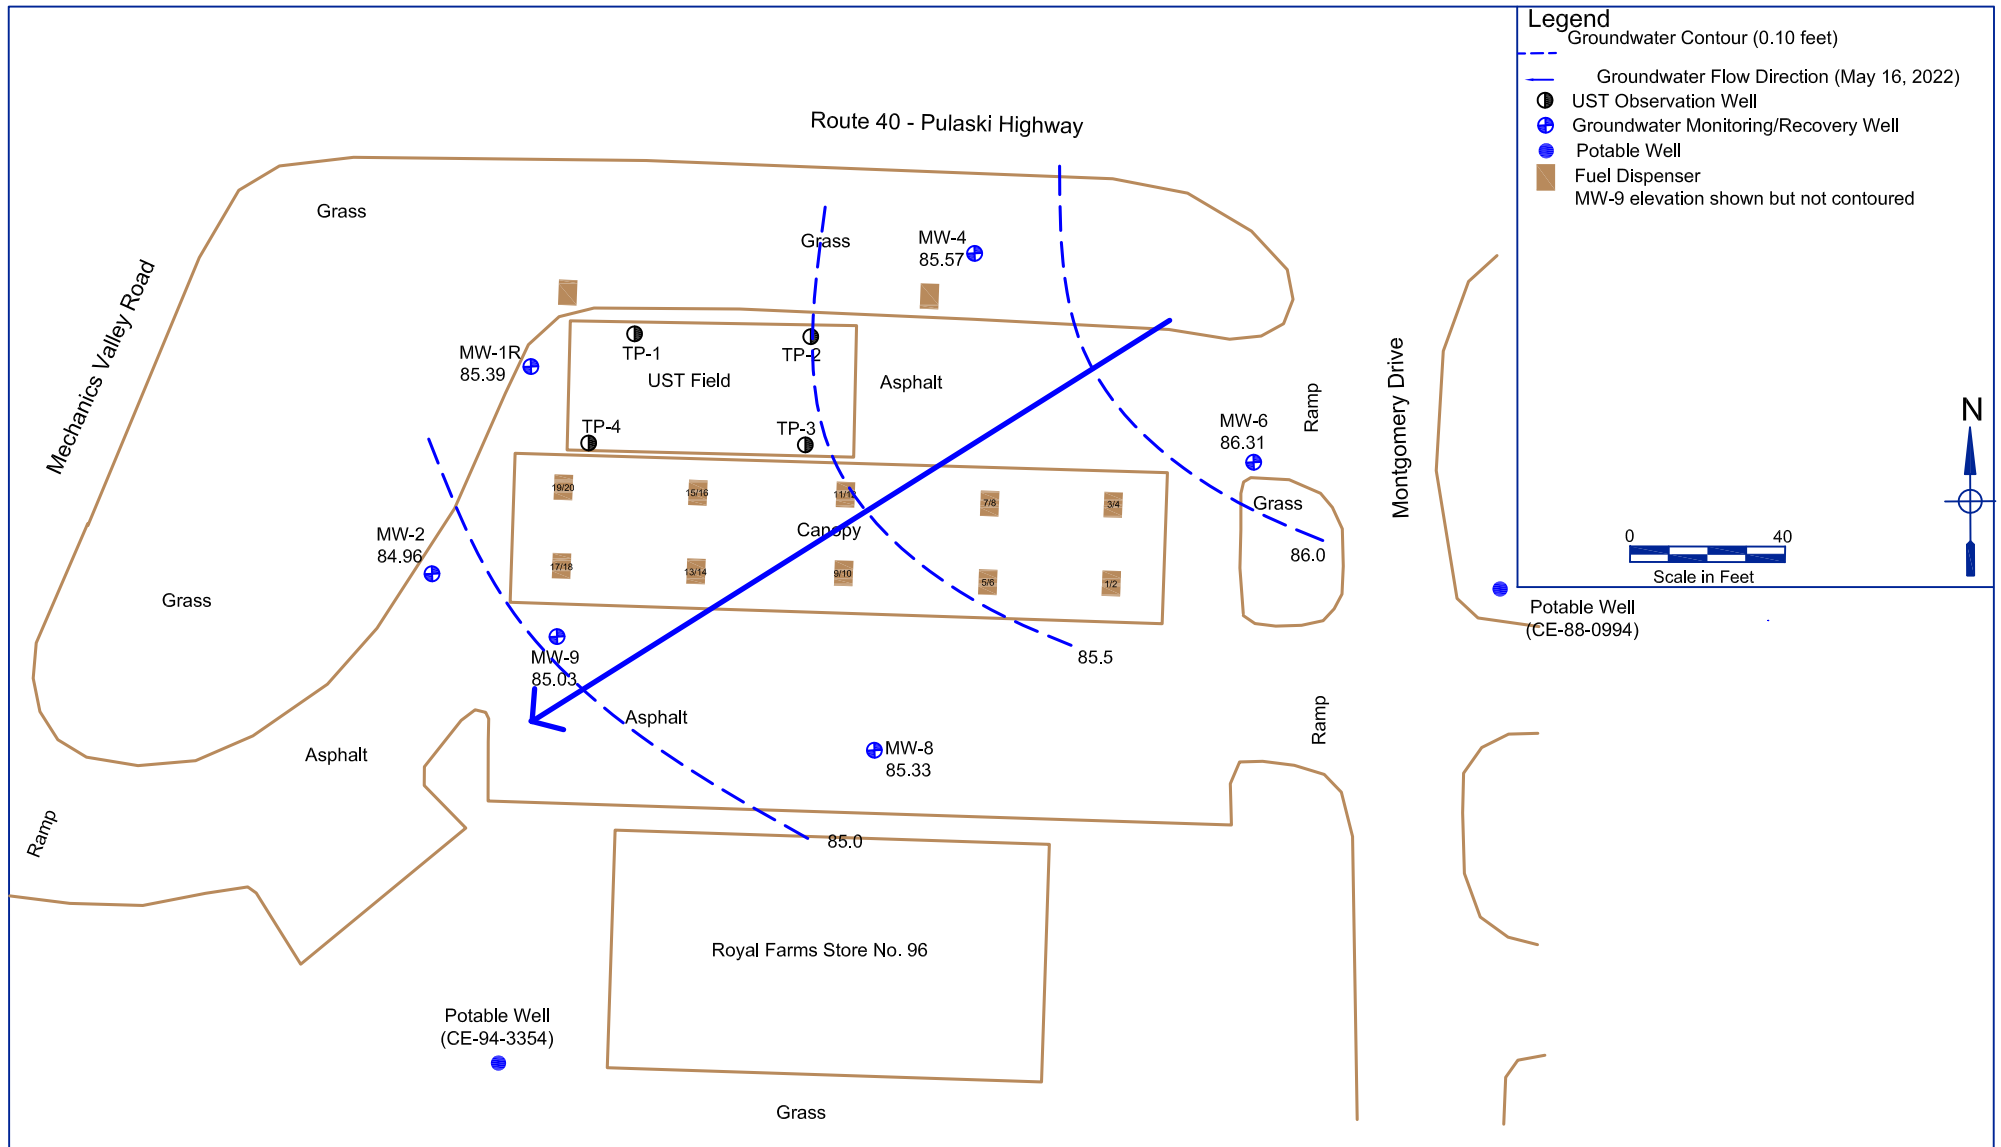 Legend
Groundwater Contour (0.10 feet)
Groundwater Flow Direction (May 16, 2022)
UST Observation Well
Groundwater Monitoring/Recovery Well
Potable Well
Fuel Dispenser
MW-9 elevation shown but not contoured
Route 40 - Pulaski Highway
Grass
Grass
MW-4
85.57
Mechanics Valley Road
MW-1R
85.39
TP-1
TP-2
UST Field
Asphalt
TP-4
TP-3
Ramp
Montgomery Drive
MW-6
86.31
N
19/20
15/16
11/12
7/8
3/4
Grass
Canopy
MW-2
84.96
86.0
0
40
Scale in Feet
17/18
13/14
9/10
5/6
1/2
Grass
Potable Well
(CE-88-0994)
MW-9
85.03
85.5
Asphalt
Ramp
Asphalt
MW-8
85.33
Ramp
85.0
Royal Farms Store No. 96
Potable Well
(CE-94-3354)
Grass